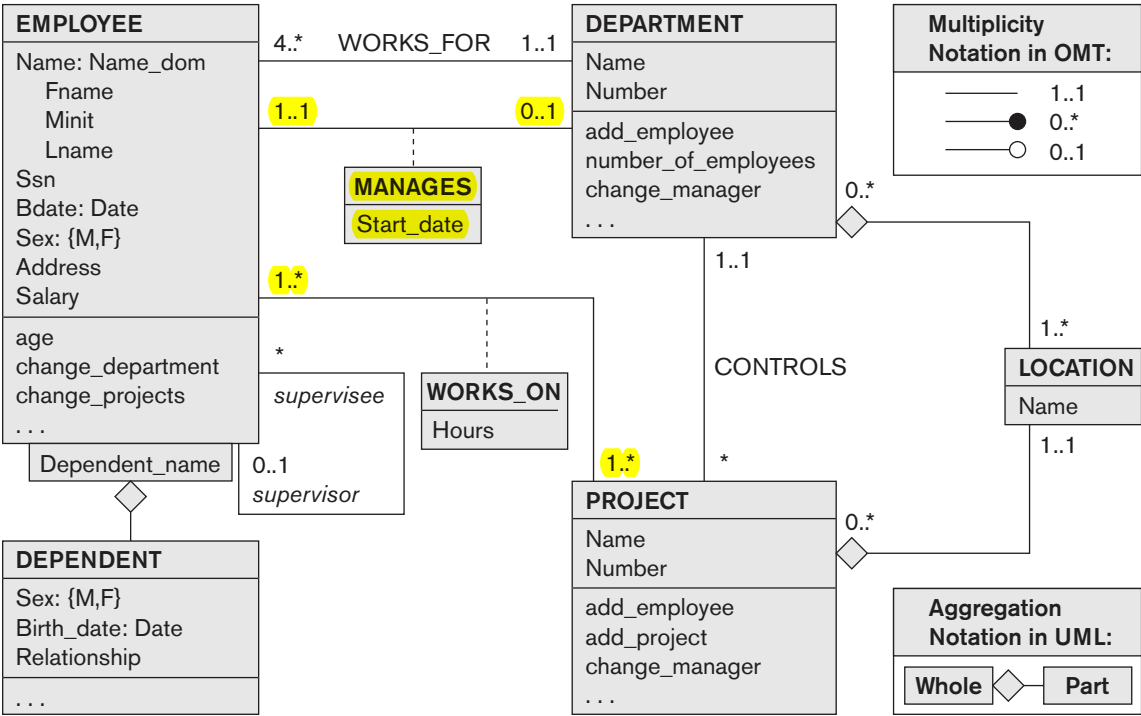 EMPLOYEE
Name: Name_dom
Fname
Minit
Lname
Ssn
Bdate: Date
Sex: {M,F}
Address
Salary
age
change_department
change_projects
. . .
Dependent_name
DEPENDENT
Sex: {M,F}
Birth_date: Date
Relationship
. . .
4..* WORKS_FOR 1..1
1..1 0..1
MANAGES
Start_date
1..*
WORKS_ON
Hours
1..*
*
supervisee
0..1
supervisor
DEPARTMENT
Name
Number
add_employee
number_of_employees
change_manager
. . .
0..*
1..1
CONTROLS
*
PROJECT
Name
Number
add_employee
add_project
change_manager
. . .
0..*
1..*
LOCATION
Name
1..1
Multiplicity
Notation in OMT:
1..1
0..*
0..1
Aggregation
Notation in UML:
Whole Part